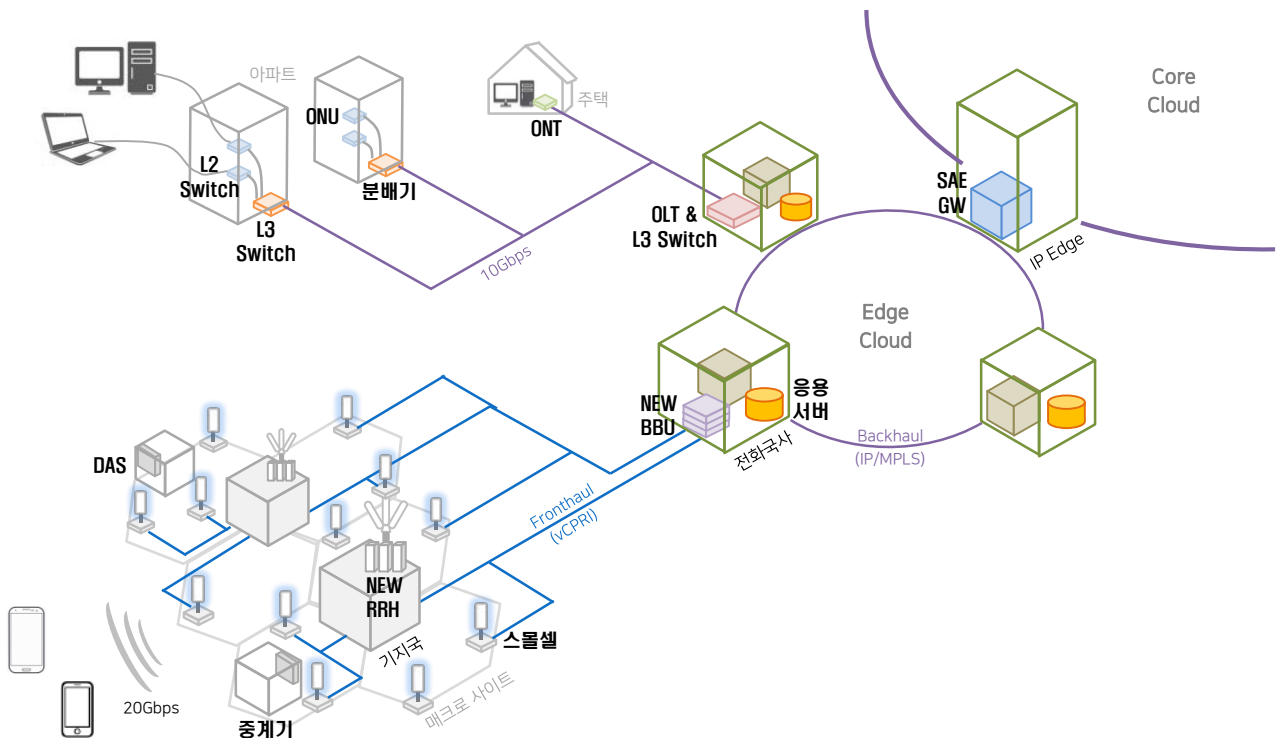 아파트
ONU
주택
ONT
Core
Cloud
L2
Switch
분배기
L3
Switch
OLT &
L3 Switch
SAE
GW
IP Edge
10Gbps
Edge
Cloud
NEW
BBU
응용
서버
전화국사
Backhaul
(IP/MPLS)
DAS
Fronthaul
(vCPRI)
NEW
RRH
기지국
스몰셀
매크로 사이트
20Gbps
중계기